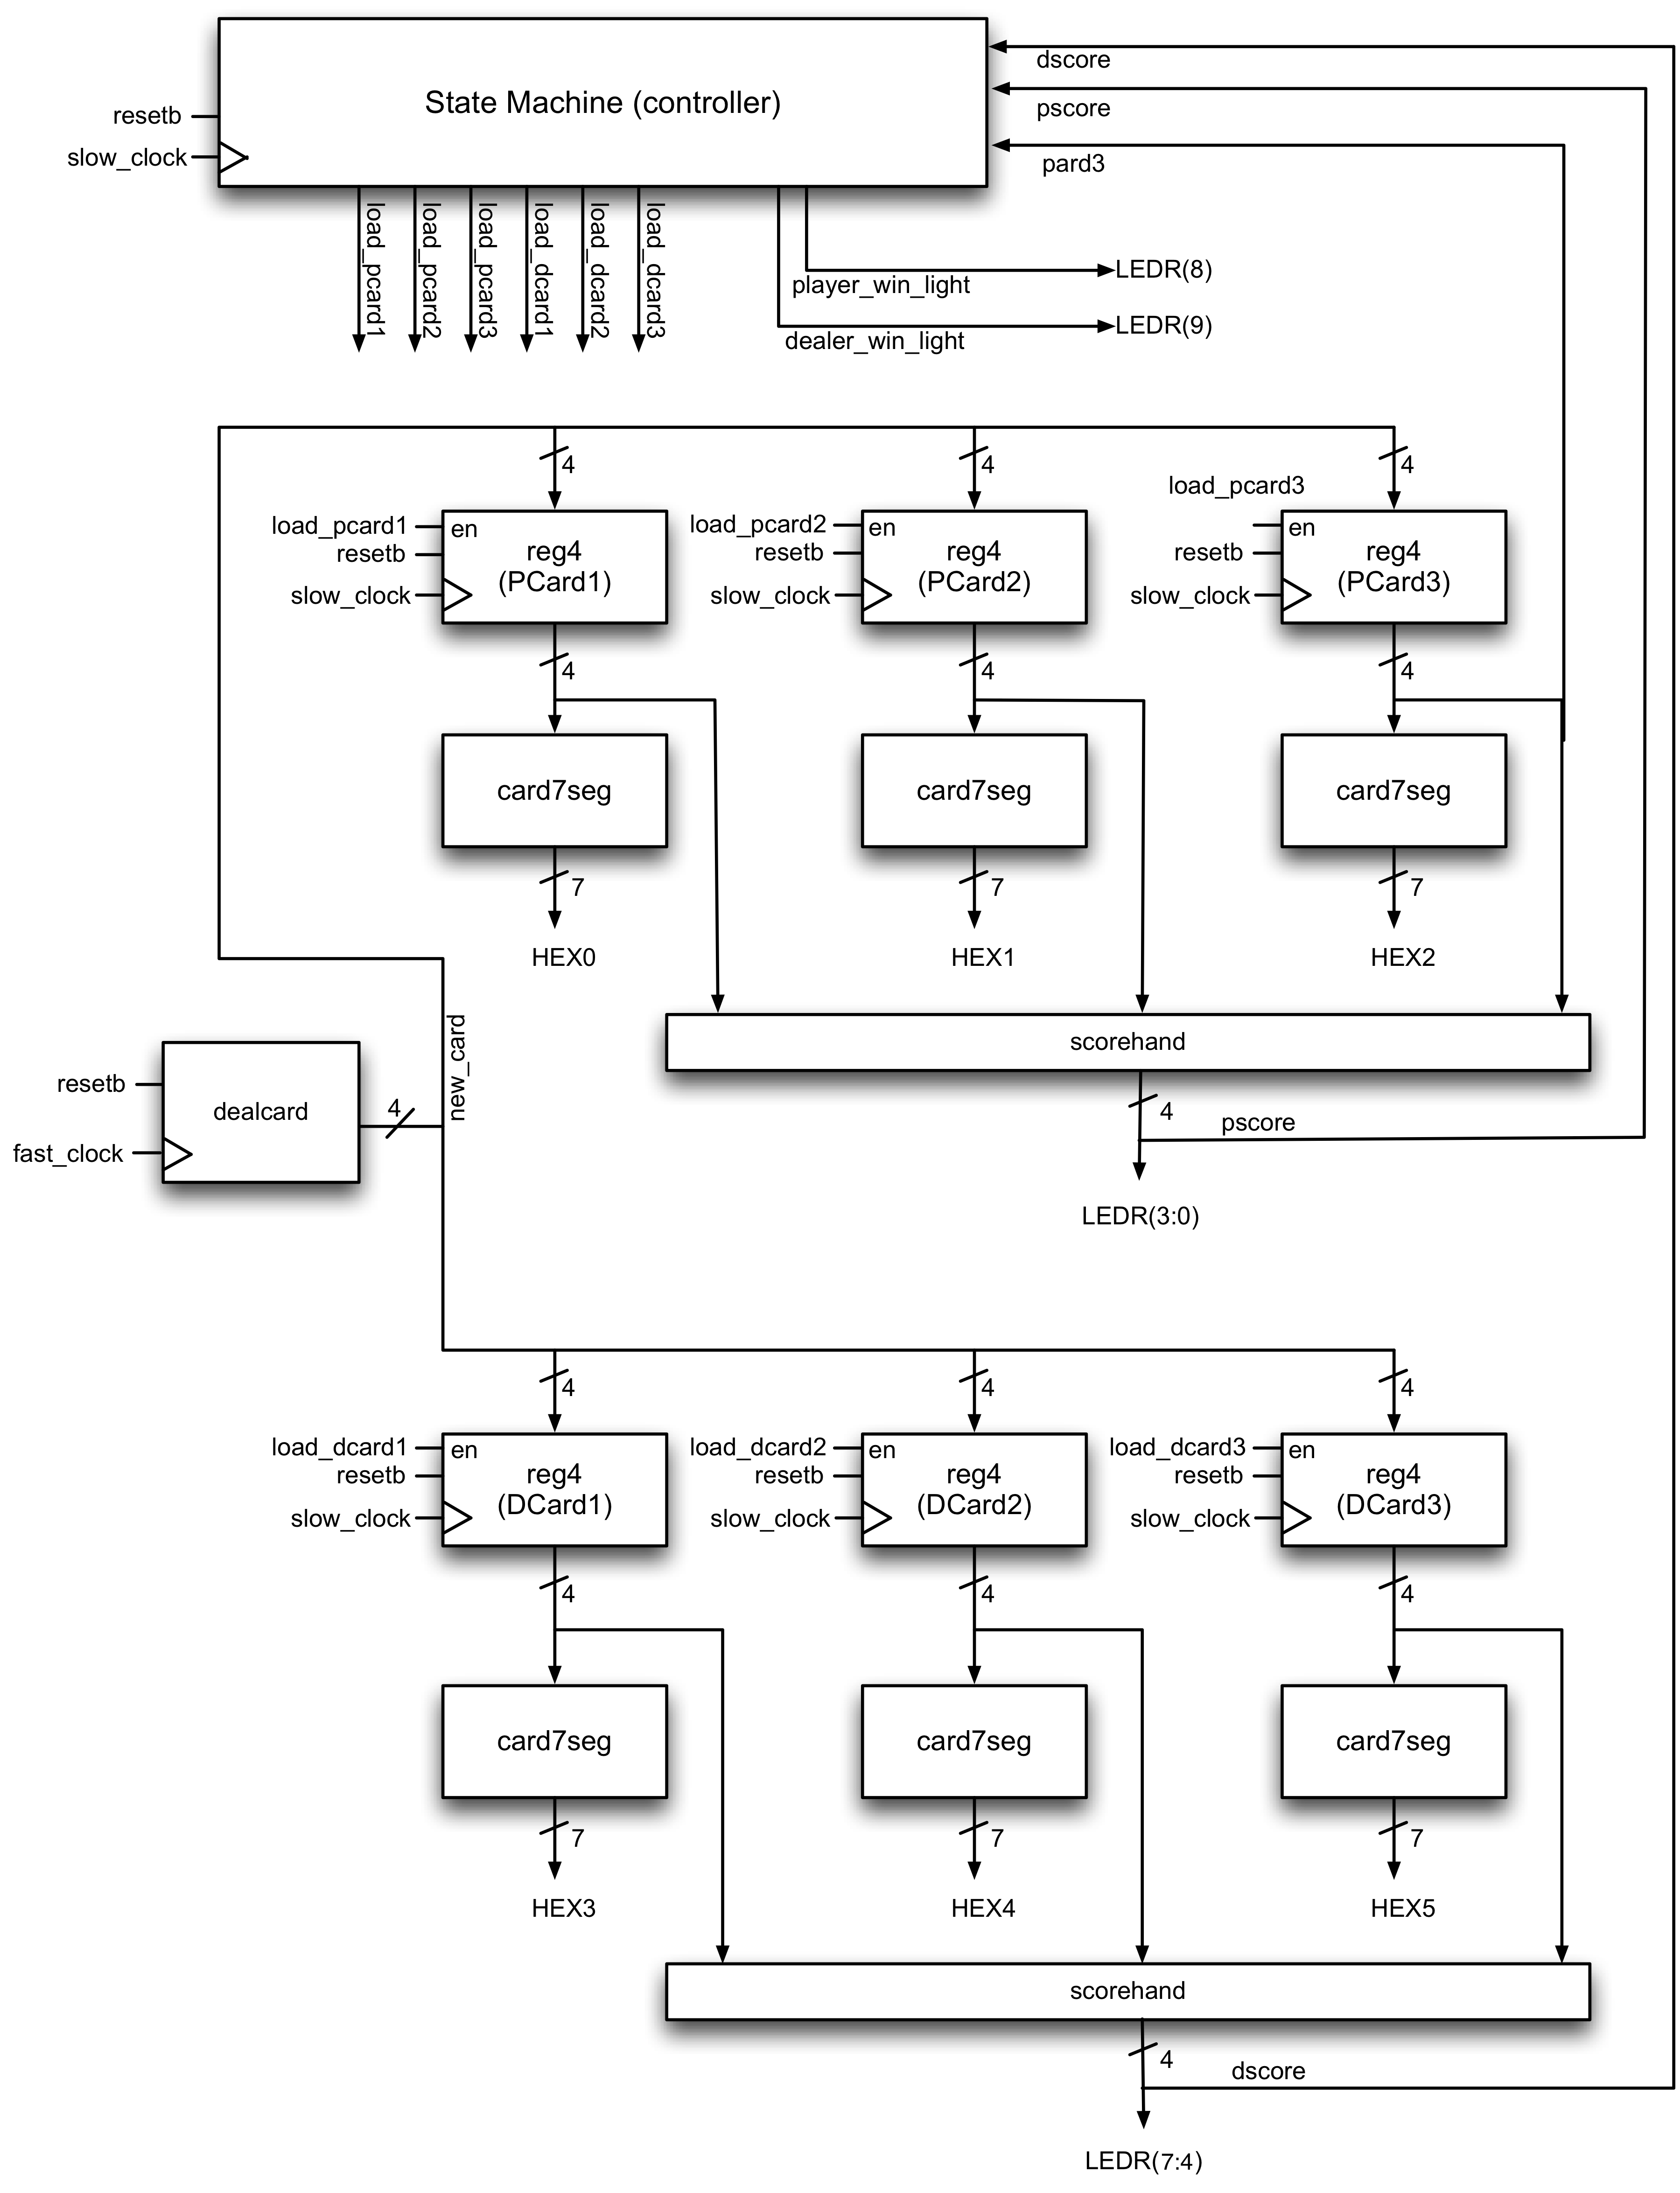 dscore
State Machine (controller)
pscore
resetb
slow_clock
pard3
load_pcard1
load_pcard2
load_pcard3
load_dcard1
load_dcard2
load_dcard3
LEDR(8)
player_win_light
LEDR(9)
dealer_win_light
4
4
4
load_pcard3
load_pcard1
en
resetb
slow_clock
reg4
(PCard1)
load_pcard2
en
resetb
slow_clock
reg4
(PCard2)
en
resetb
slow_clock
reg4
(PCard3)
4
4
4
card7seg
card7seg
card7seg
7
7
7
HEX0
HEX1
HEX2
new_card
scorehand
resetb
dealcard
fast_clock
4
4
pscore
LEDR(3:0)
4
4
4
load_dcard1
en
resetb
slow_clock
reg4
(DCard1)
load_dcard2
en
resetb
slow_clock
reg4
(DCard2)
load_dcard3
en
resetb
slow_clock
reg4
(DCard3)
4
4
4
card7seg
card7seg
card7seg
7
7
7
HEX3
HEX4
HEX5
scorehand
4
dscore
LEDR(7:4)